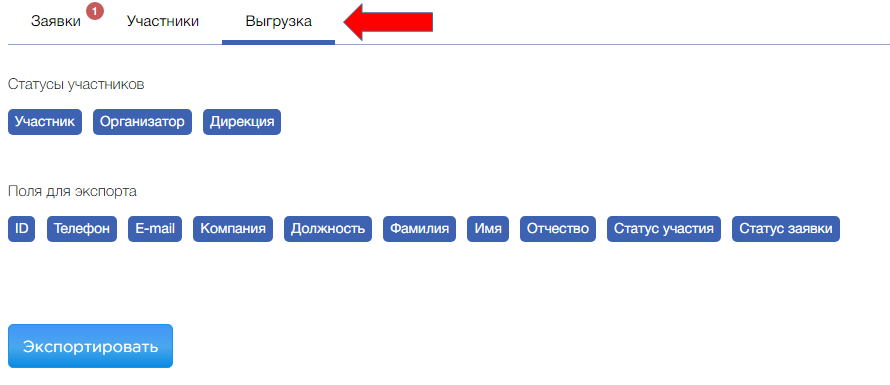 Заявки 1 Участники Выгрузка
Статусы участников
Участник Организатор Дирекция
Поля для экспорта
ID Телефон E-mail Компания Должность Фамилия Имя Отчество Статус участия Статус заявки
Экспортировать